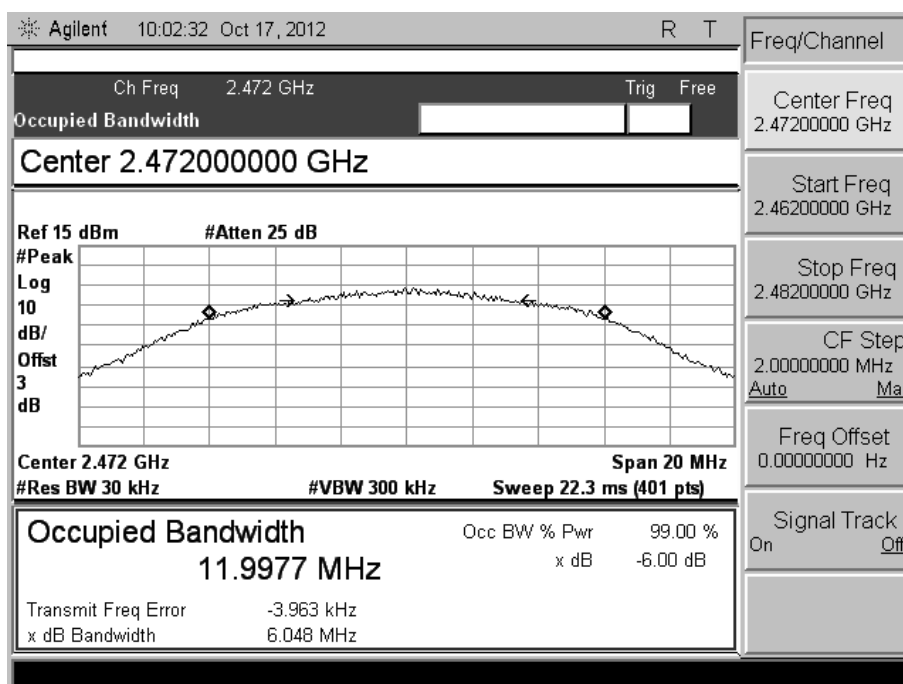 Agilent 10:02:32 Oct 17, 2012 R T
Freq/Channel
Ch Freq 2.472 GHz Trig Free
Occupied Bandwidth
Center 2.472000000 GHz
Ref 15 dBm #Atten 25 dB
#Peak
Log
10
dB/
Offst
3
dB
Center 2.472 GHz Span 20 MHz
#Res BW 30 kHz #VBW 300 kHz Sweep 22.3 ms (401 pts)
Occupied Bandwidth
11.9977 MHz
Occ BW % Pwr 99.00 %
x dB -6.00 dB
Transmit Freq Error -3.963 kHz
x dB Bandwidth 6.048 MHz
Center Freq
2.47200000 GHz
Start Freq
2.46200000 GHz
Stop Freq
2.48200000 GHz
CF Step
2.00000000 MHz
Auto Ma
Freq Offset
0.00000000 Hz
Signal Track
On Off